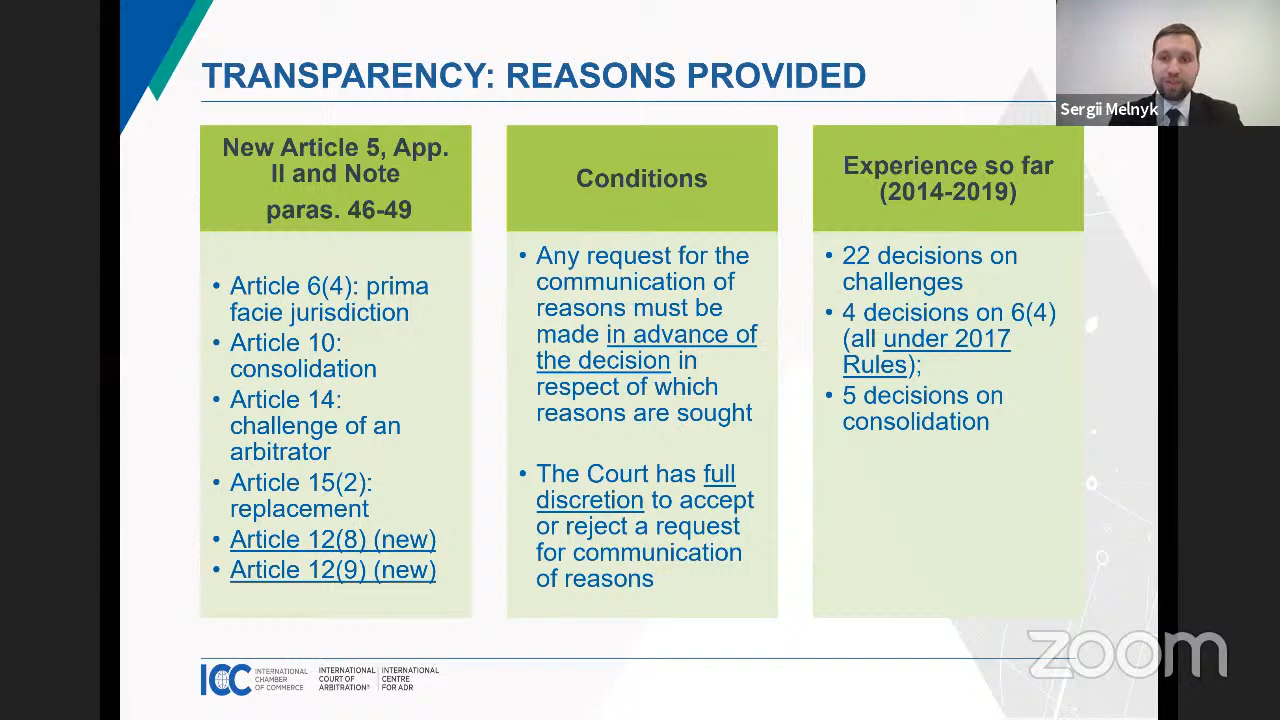 TRANSPARENCY: REASONS PROVIDED
Sergii Melnyk
New Article 5, App.
II and Note
paras. 46-49
• Article 6(4): prima
facie jurisdiction
• Article 10:
consolidation
• Article 14:
challenge of an
arbitrator
• Article 15(2):
replacement
• Article 12(8) (new)
• Article 12(9) (new)
Conditions
• Any request for the
communication of
reasons must be
made in advance of
the decision in
respect of which
reasons are sought
• The Court has full
discretion to accept
or reject a request
for communication
of reasons
Experience so far
(2014-2019)
• 22 decisions on
challenges
• 4 decisions on 6(4)
(all under 2017
Rules);
• 5 decisions on
consolidation
ICC
INTERNATIONAL
CHAMBER
OF COMMERCE
INTERNATIONAL
COURT OF
ARBITRATION®
INTERNATIONAL
CENTRE
FOR ADR
zoom